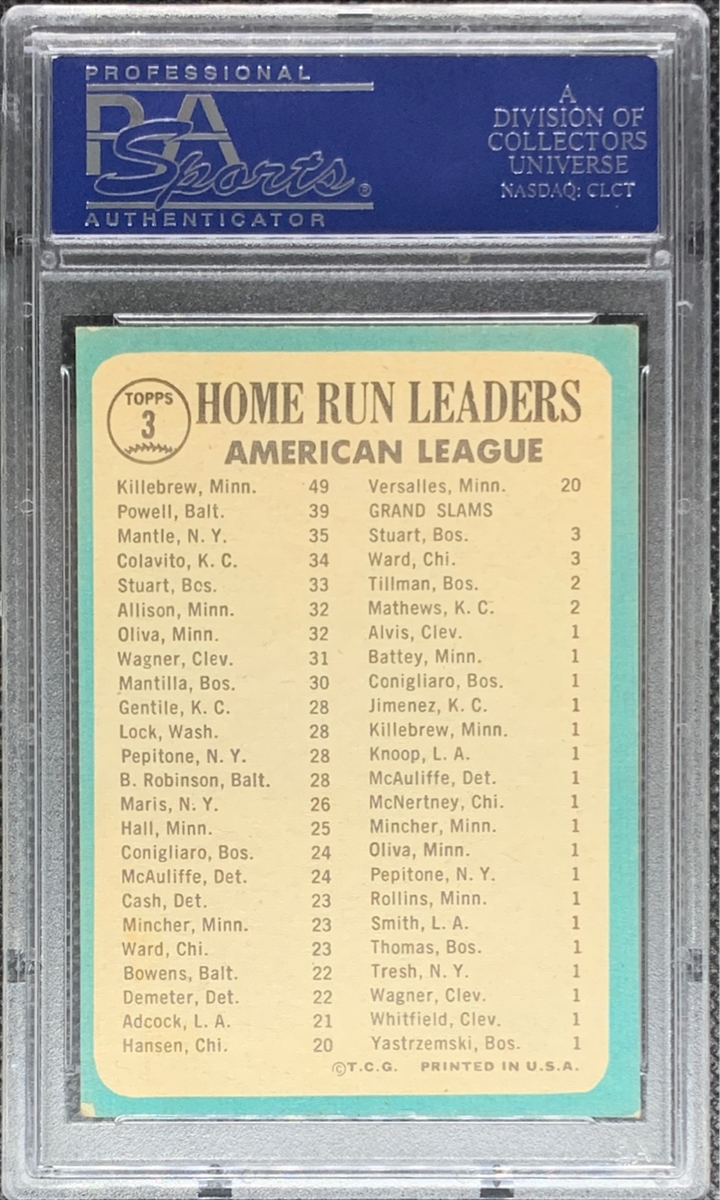 PROFESSIONAL
PSA
Sports®
AUTHENTICATOR
A
DIVISION OF
COLLECTORS
UNIVERSE
NASDAQ: CLCT
TOPPS
3
HOME RUN LEADERS
AMERICAN LEAGUE
Killebrew, Minn. 49
Powell, Balt. 39
Mantle, N. Y. 35
Colavito, K. C. 34
Stuart, Bos. 33
Allison, Minn. 32
Oliva, Minn. 32
Wagner, Clev. 31
Mantilla, Bos. 30
Gentile, K. C. 28
Lock, Wash. 28
Pepitone, N. Y. 28
B. Robinson, Balt. 28
Maris, N. Y. 26
Hall, Minn. 25
Conigliaro, Bos. 24
McAuliffe, Det. 24
Cash, Det. 23
Mincher, Minn. 23
Ward, Chi. 23
Bowens, Balt. 22
Demeter, Det. 22
Adcock, L. A. 21
Hansen, Chi. 20
Versalles, Minn. 20
GRAND SLAMS
Stuart, Bos. 3
Ward, Chi. 3
Tillman, Bos. 2
Mathews, K. C. 2
Alvis, Clev. 1
Battey, Minn. 1
Conigliaro, Bos. 1
Jimenez, K. C. 1
Killebrew, Minn. 1
Knoop, L. A. 1
McAuliffe, Det. 1
McNertney, Chi. 1
Mincher, Minn. 1
Oliva, Minn. 1
Pepitone, N. Y. 1
Rollins, Minn. 1
Smith, L. A. 1
Thomas, Bos. 1
Tresh, N. Y. 1
Wagner, Clev. 1
Whitfield, Clev. 1
Yastrzemski, Bos. 1
©T.C.G. PRINTED IN U.S.A.